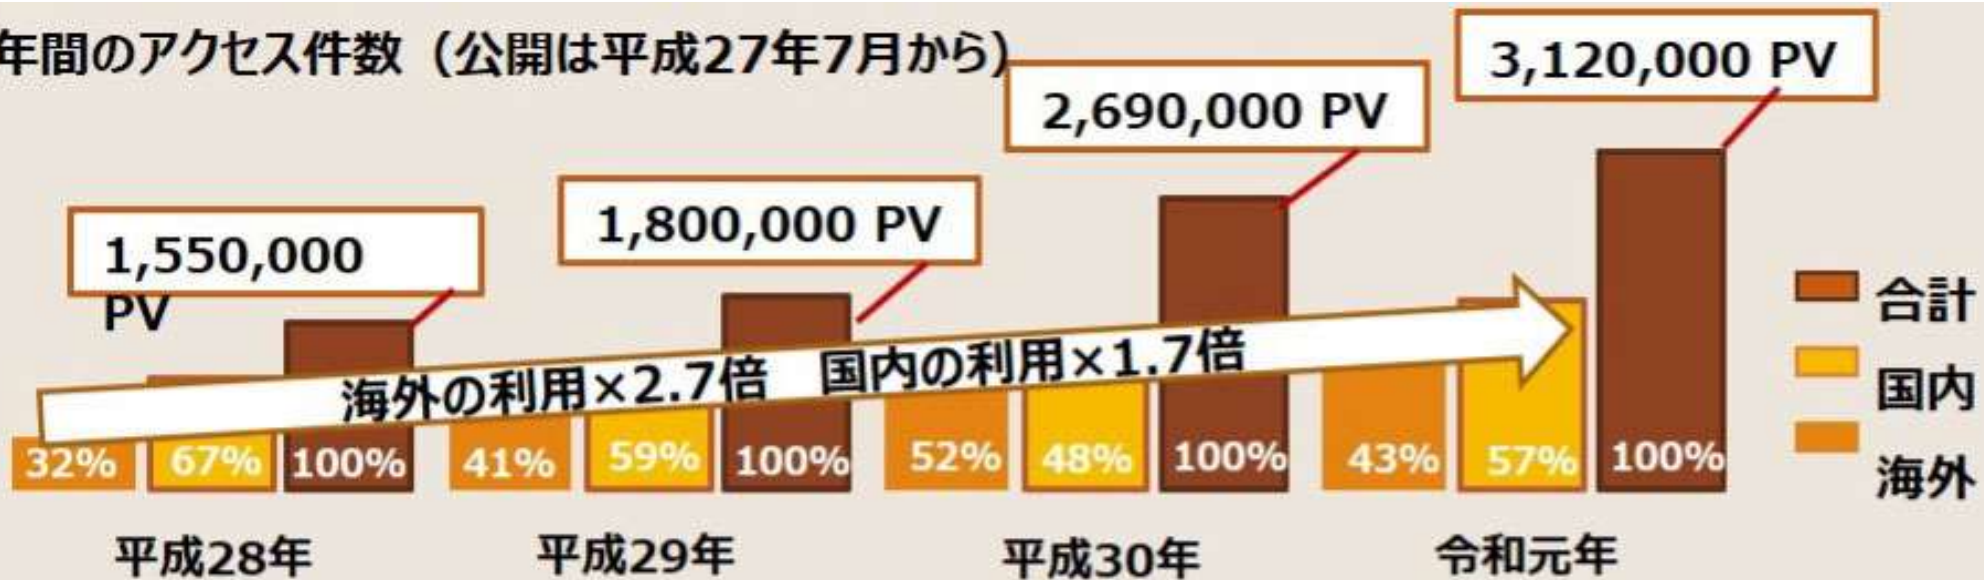 年間のアクセス件数（公開は平成27年7月から）
3,120,000 PV
2,690,000 PV
1,800,000 PV
1,550,000
PV
海外の利用×2.7倍 国内の利用×1.7倍
合計
国内
海外
32% 67% 100% 41% 59% 100% 52% 48% 100% 43% 57% 100%
平成28年 平成29年 平成30年 令和元年